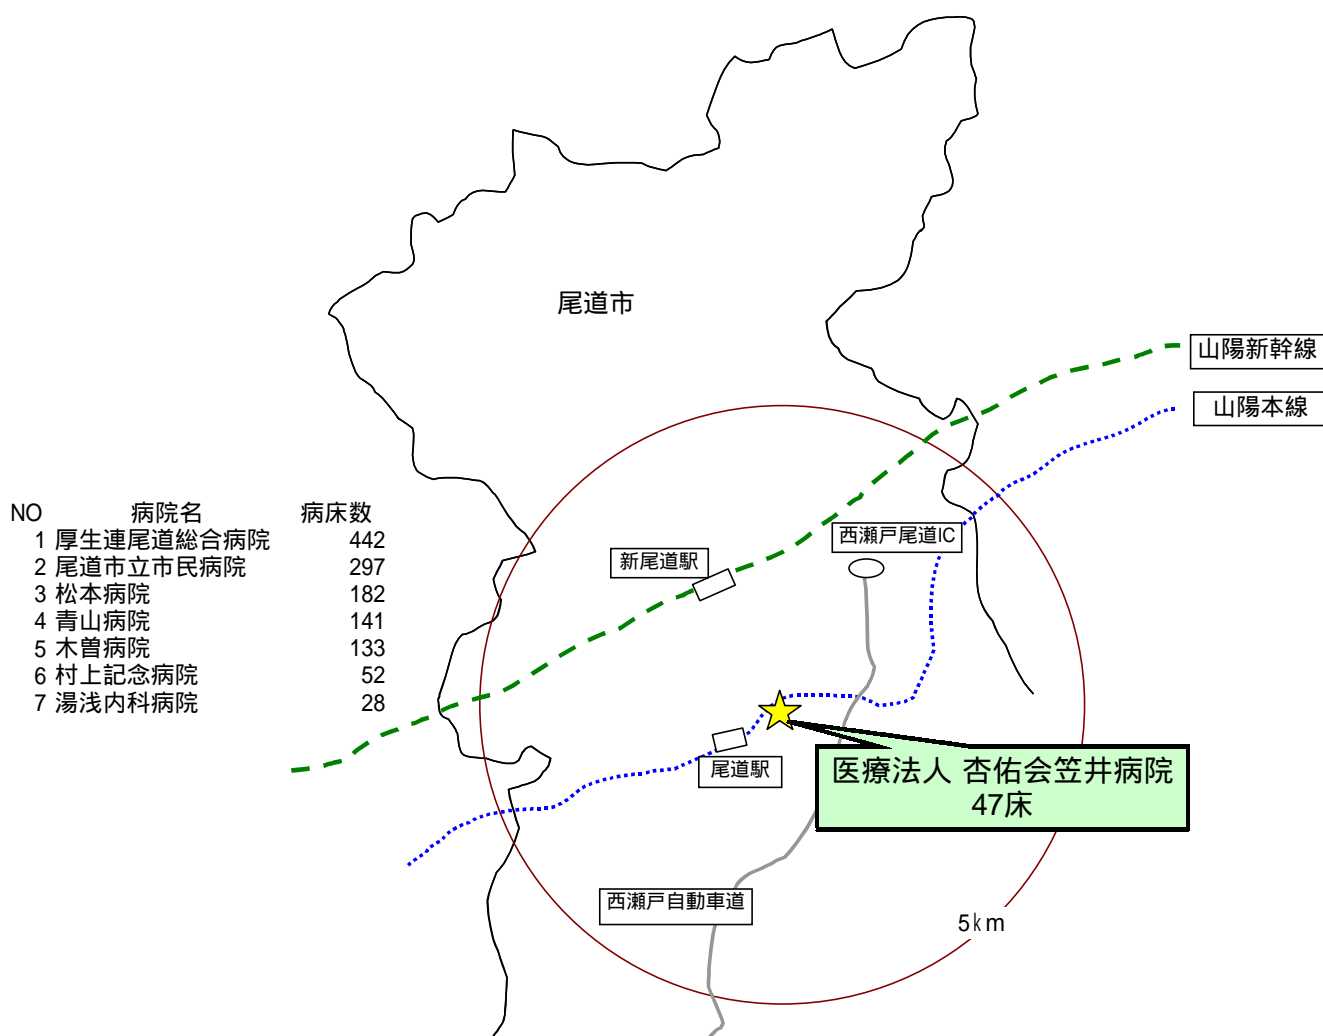 尾道市
山陽新幹線
山陽本線
NO 病院名 病床数
1 厚生連尾道総合病院 442
2 尾道市立市民病院 297
3 松本病院 182
4 青山病院 141
5 木曽病院 133
6 村上記念病院 52
7 湯浅内科病院 28
西瀬戸尾道IC
新尾道駅
尾道駅
医療法人 杏佑会笠井病院
47床
西瀬戸自動車道
5km